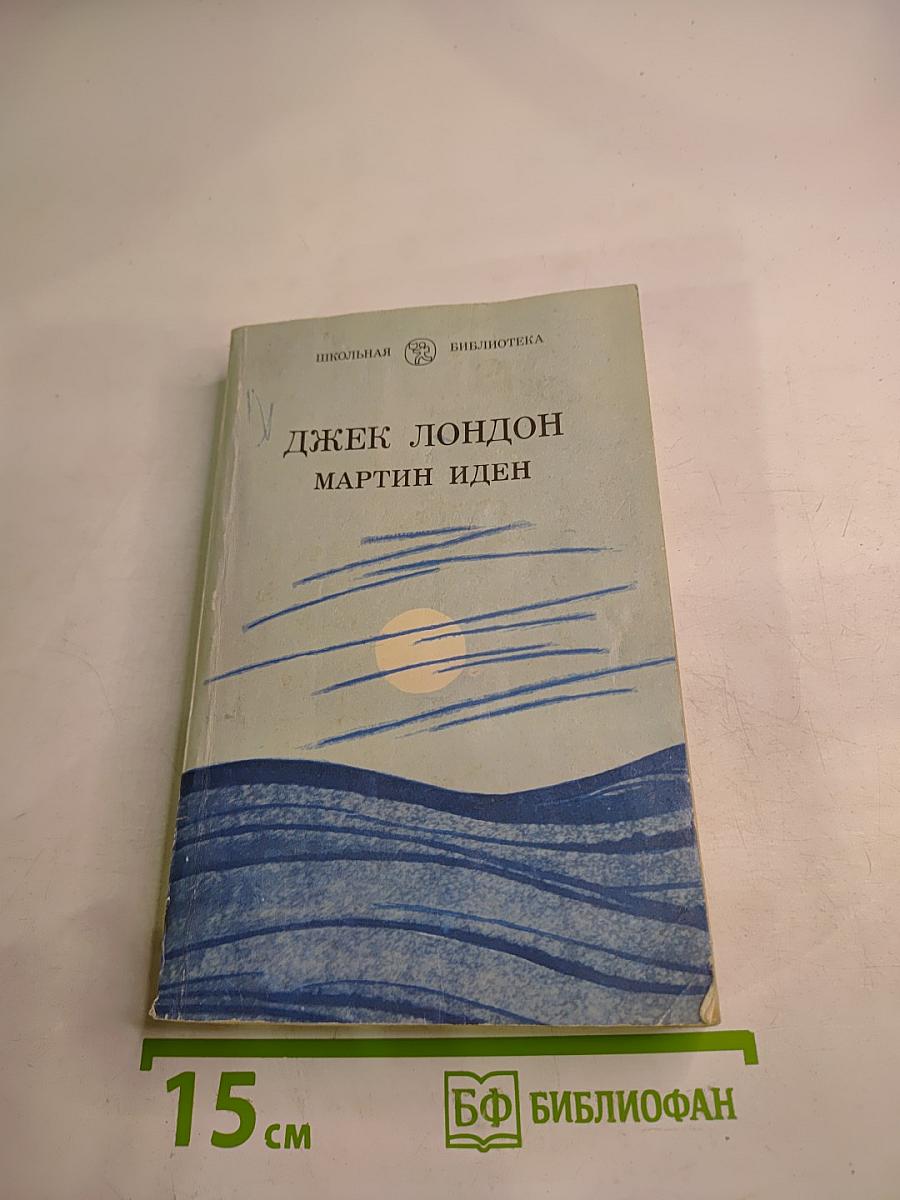 ШКОЛЬНАЯ БИБЛИОТЕКА
ДЖЕК ЛОНДОН
МАРТИН ИДЕН
15 см
БФ БИБЛИОФАН